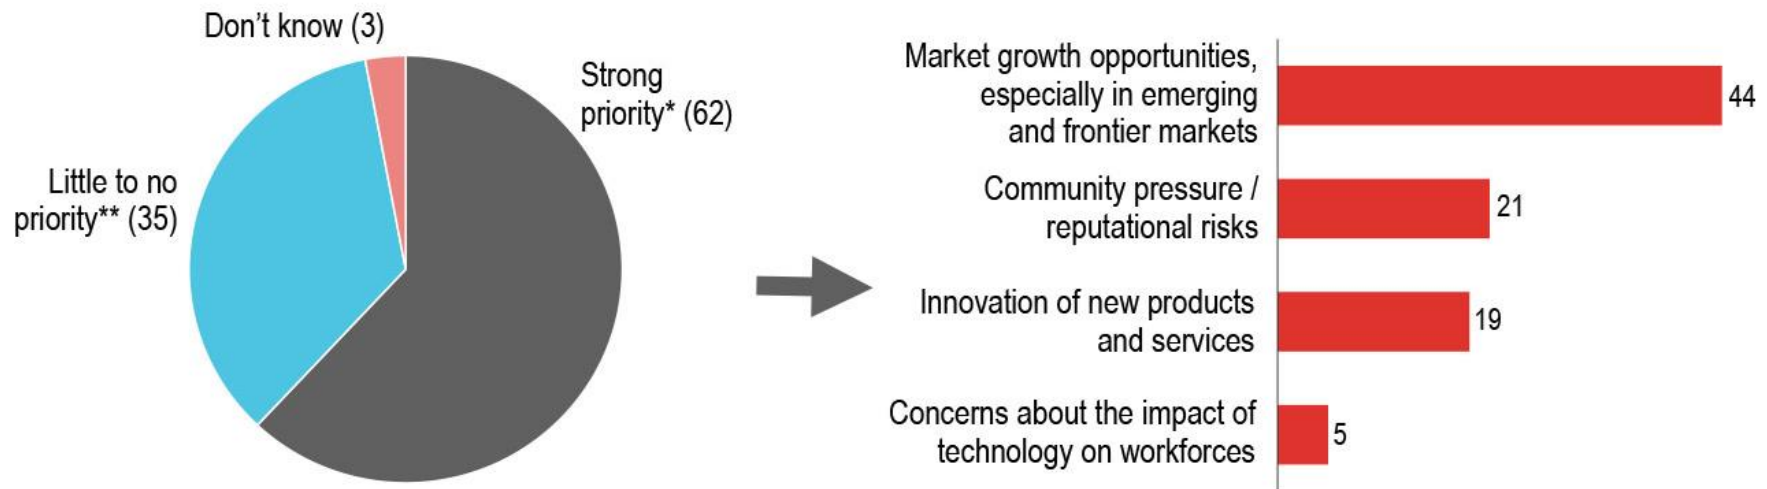 Don’t know (3)
Strong
priority* (62)
Little to no
priority** (35)
Market growth opportunities,
especially in emerging
and frontier markets
44
Community pressure /
reputational risks
21
Innovation of new products
and services
19
Concerns about the impact of
technology on workforces
5